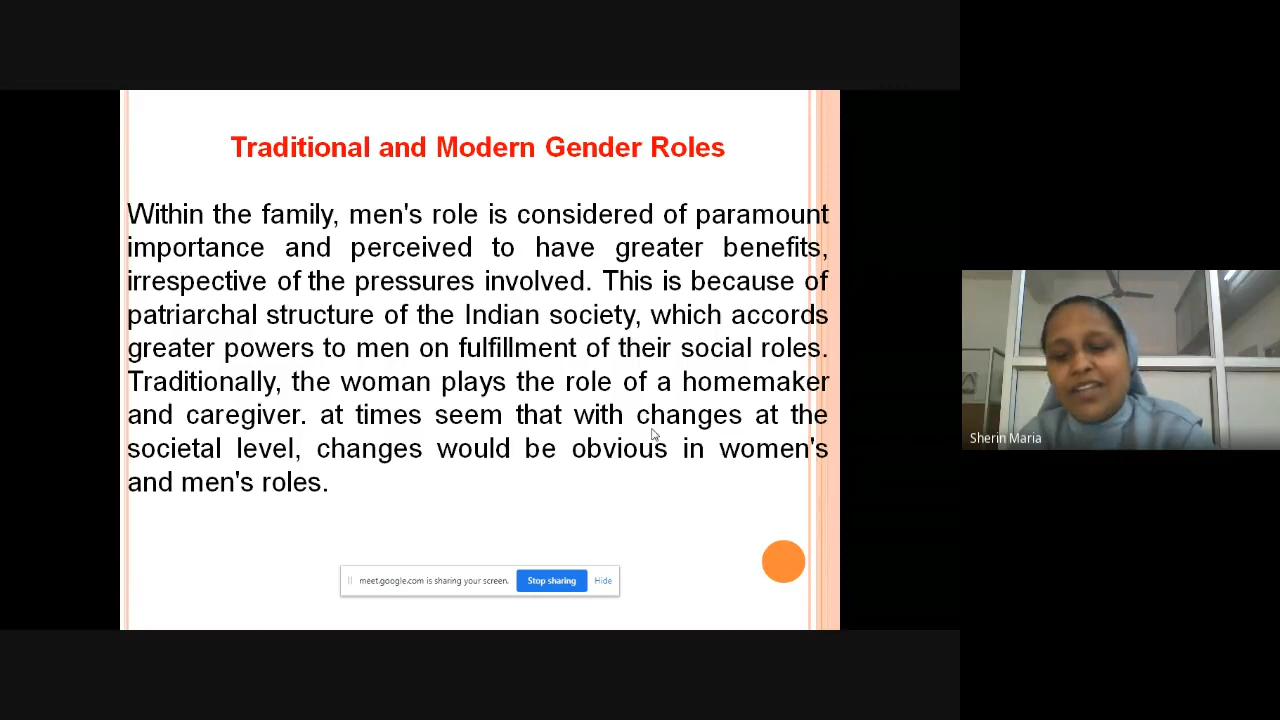 Traditional and Modern Gender Roles
Within the family, men's role is considered of paramount
importance and perceived to have greater benefits,
irrespective of the pressures involved. This is because of
patriarchal structure of the Indian society, which accords
greater powers to men on fulfillment of their social roles.
Traditionally, the woman plays the role of a homemaker
and caregiver. at times seem that with changes at the
societal level, changes would be obvious in women's
and men's roles.
meet.google.com is sharing your screen.
Stop sharing
Hide
Sherin Maria